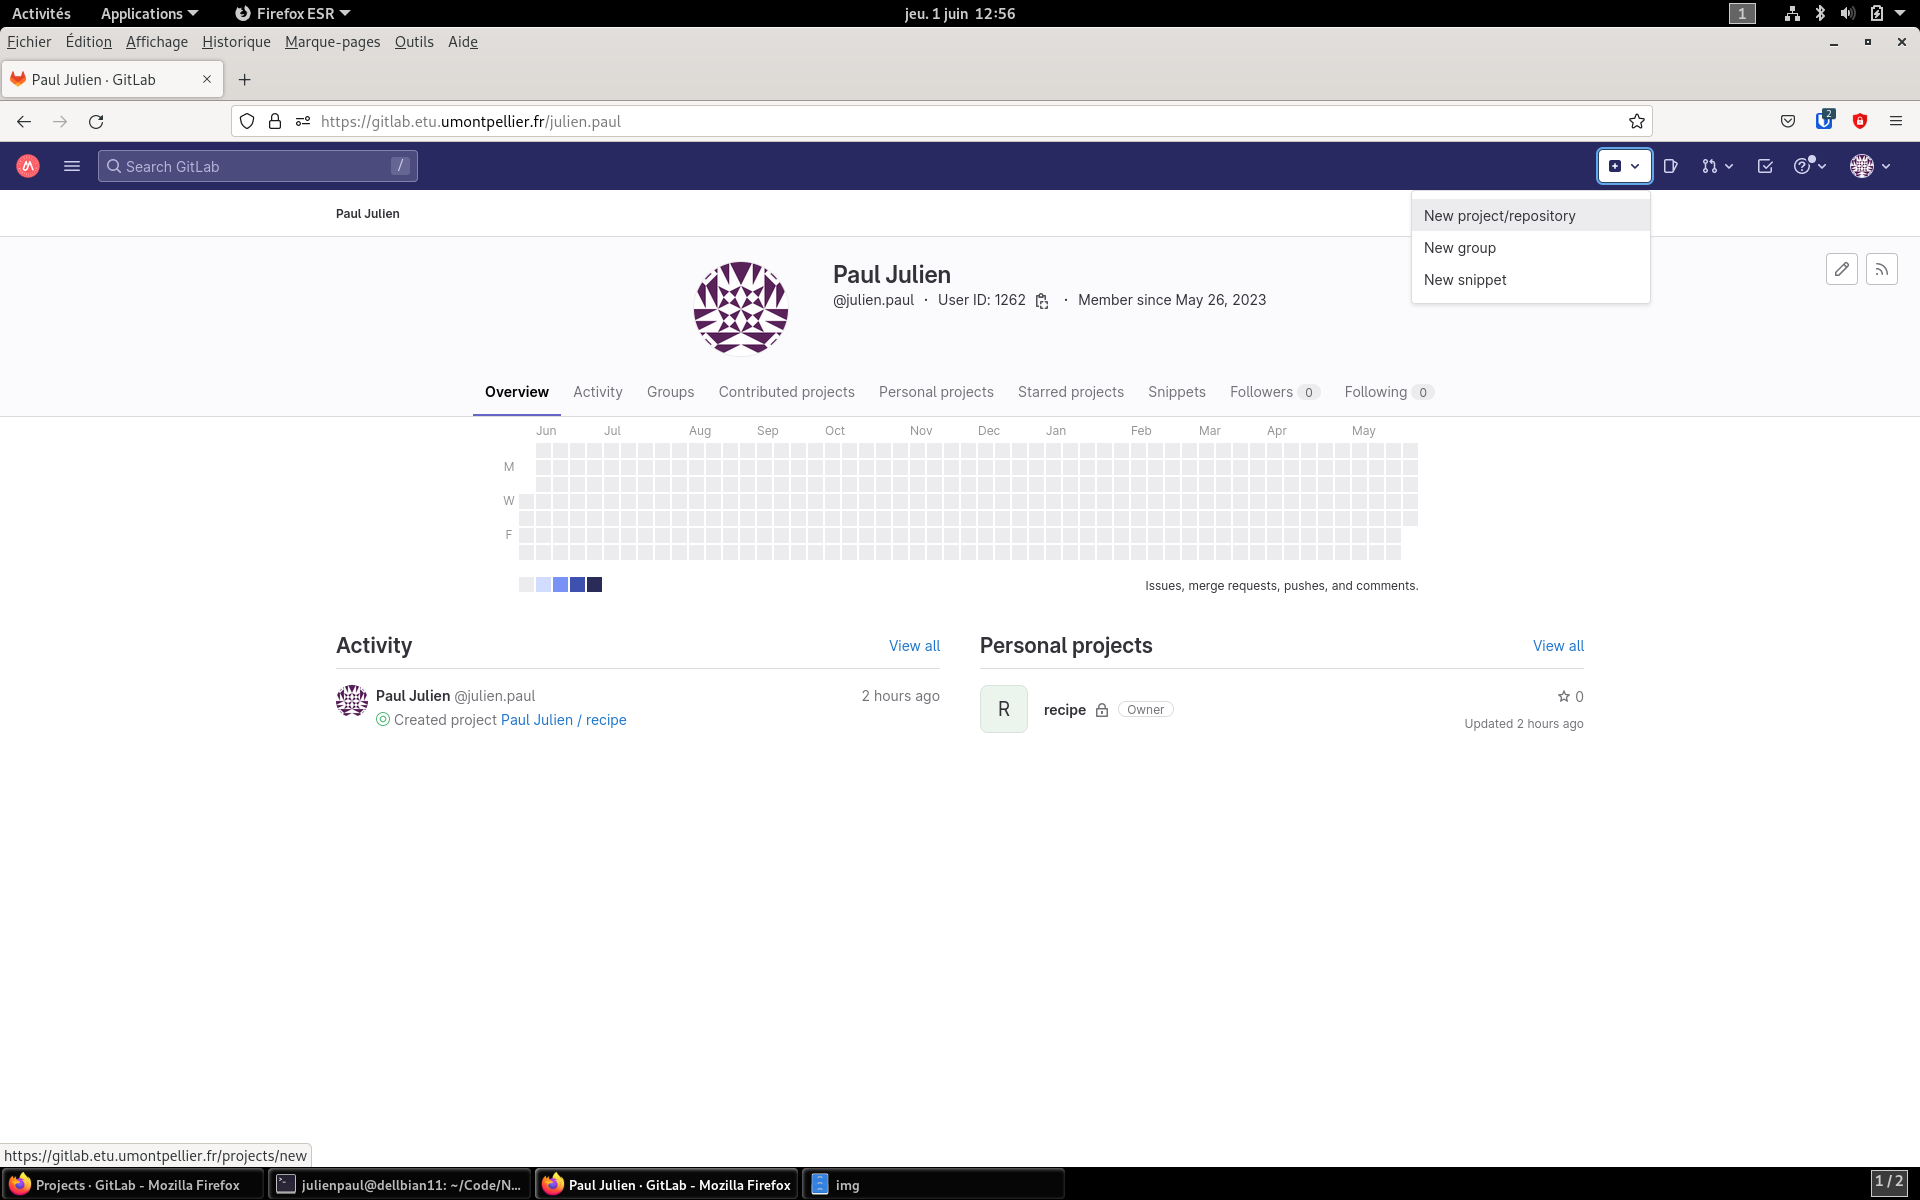 Activités Applications Firefox ESR jeu. 1 juin 12:56 1
Fichier Édition Affichage Historique Marque-pages Outils Aide
Paul Julien · GitLab
https://gitlab.etu.umontpellier.fr/julien.paul 2
Search GitLab /
Paul Julien
New project/repository
New group
New snippet
Paul Julien
@julien.paul · User ID: 1262 · Member since May 26, 2023
Overview Activity Groups Contributed projects Personal projects Starred projects Snippets Followers 0 Following 0
Jun Jul Aug Sep Oct Nov Dec Jan Feb Mar Apr May
M
W
F
Issues, merge requests, pushes, and comments.
Activity View all
Personal projects View all
Paul Julien @julien.paul 2 hours ago
Created project Paul Julien / recipe
R recipe Owner 0
Updated 2 hours ago
https://gitlab.etu.umontpellier.fr/projects/new
Projects · GitLab - Mozilla Firefox julienpaul@dellbian11: ~/Code/N... Paul Julien · GitLab - Mozilla Firefox img 1 / 2